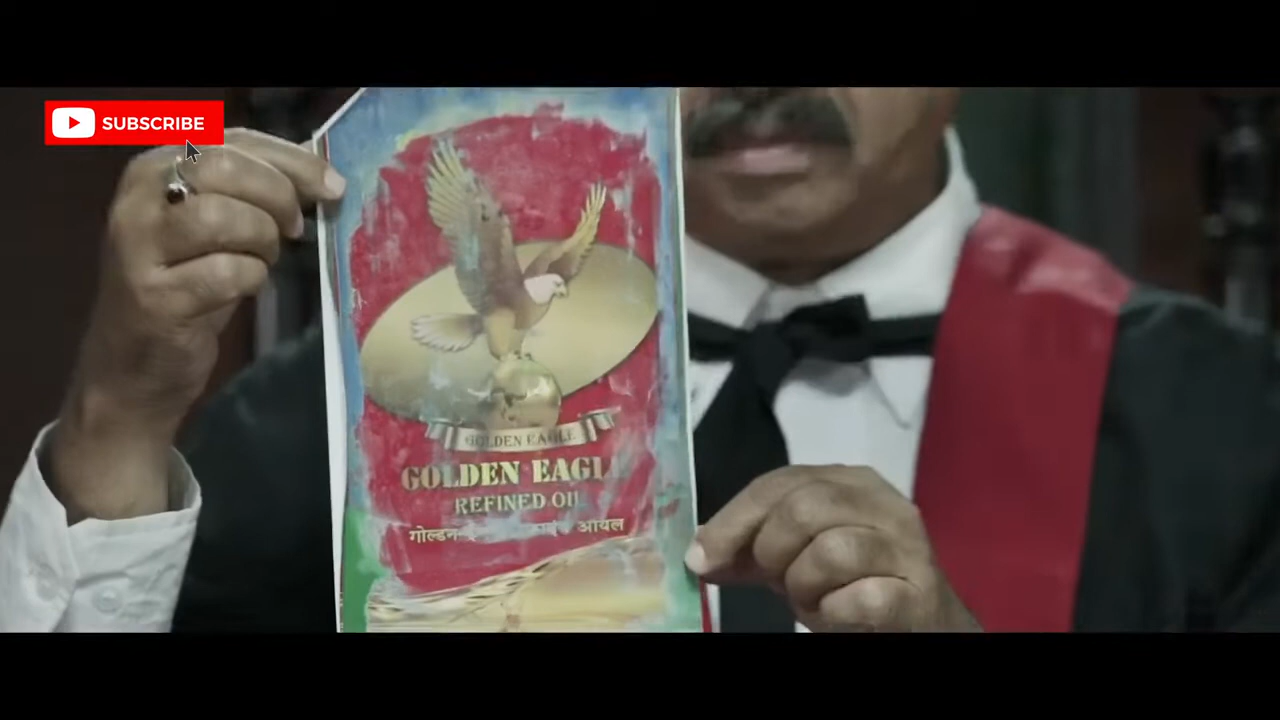 SUBSCRIBE
GOLDEN EAGLE
GOLDEN EAGL
REFINED OIL
गोल्डन आयल